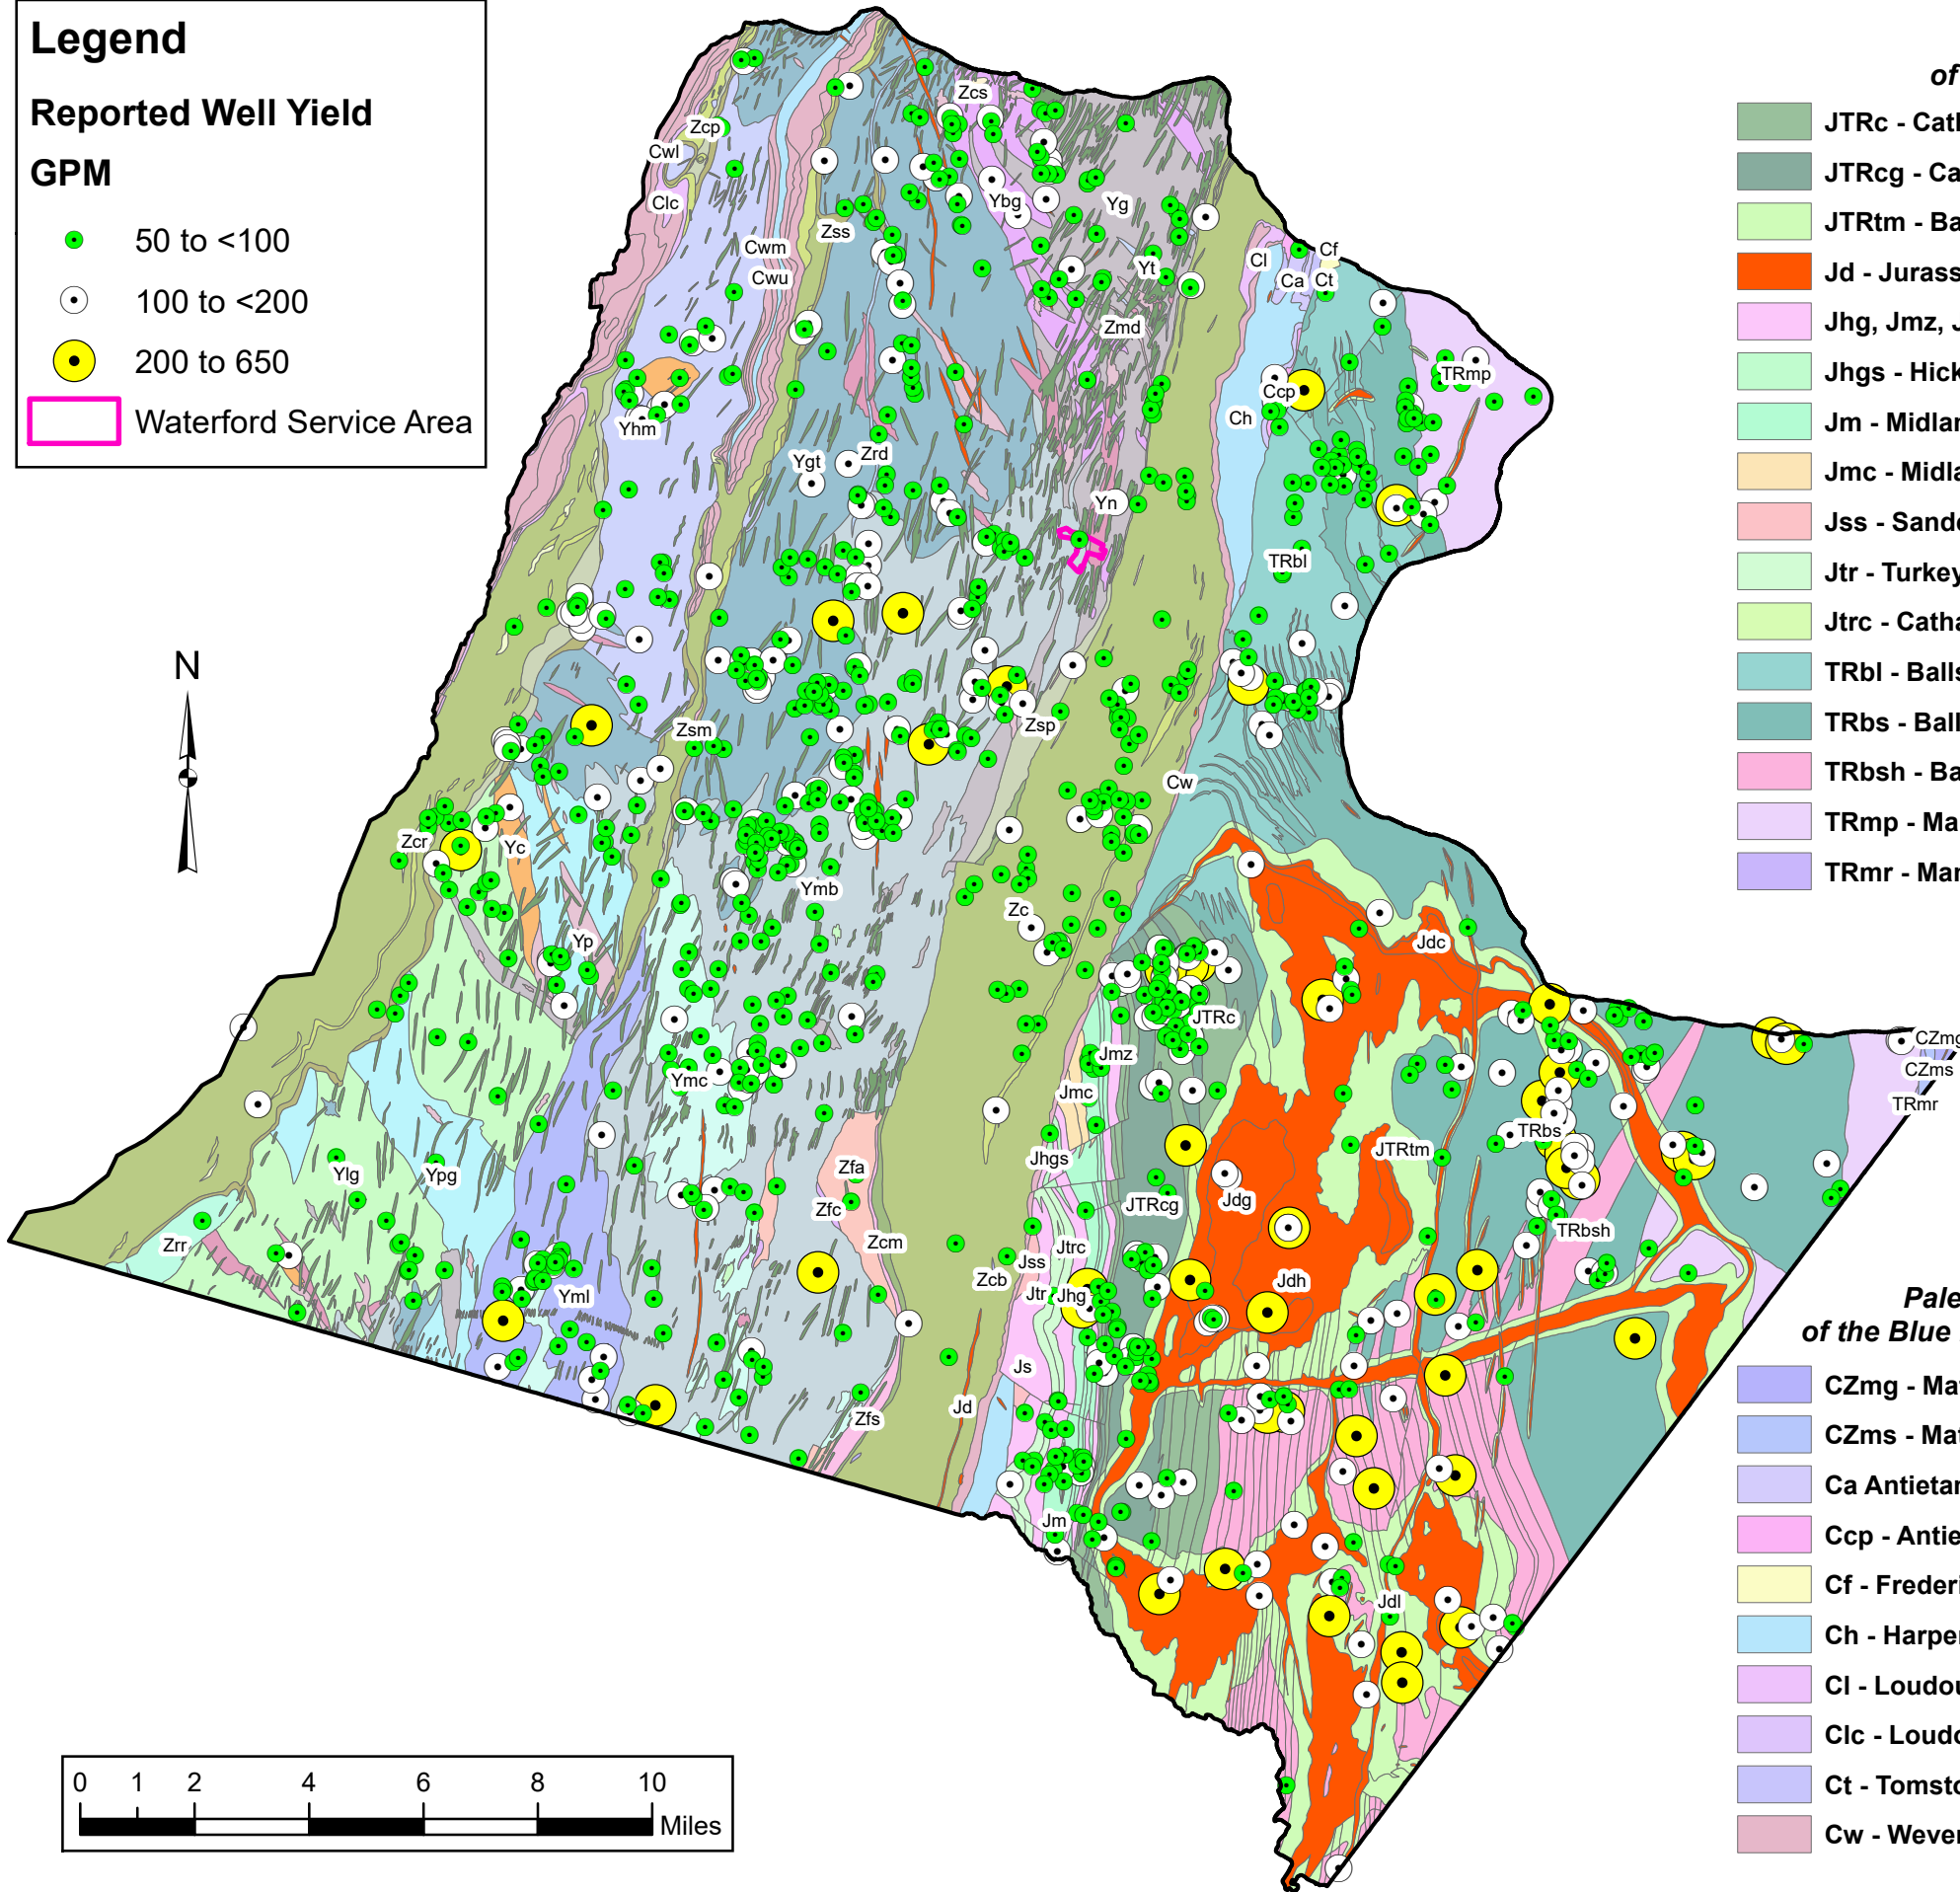 Legend
Reported Well Yield
GPM
50 to <100
100 to <200
200 to 650
Waterford Service Area
N
0 1 2 4 6 8 10
Miles
Zcs
Zcp
Cwl
Clc
Ybg
Yg
Zss
Cwm
Cwu
Cf
Cl
Ca
Ct
Yt
Zmd
TRmp
Ccp
Ch
Yhm
Zrd
Ygt
Yn
TRbl
Zsm
Zsp
Cw
Zcr
Yc
Ymb
Zc
Yp
Jdc
JTRc
Jmz
CZms
Ymc
Jmc
TRmr
TRbs
JTRtm
Jhgs
Zfa
Ylg
Ypg
Jdg
JTRcg
Zfc
TRbsh
Zrr
Zcm
Jtrc
Jss
Zcb
Jdh
Jtr
Jhg
Yml
Js
Jd
Zfs
Jm
Jdl
of
JTRc - Cat
JTRcg - Ca
JTRtm - Ba
Jd - Jurass
Jhg, Jmz, J
Jhgs - Hick
Jm - Midla
Jmc - Midla
Jss - Sand
Jtr - Turkey
Jtrc - Catha
TRbl - Balls
TRbs - Ball
TRbsh - Ba
TRmp - Ma
TRmr - Ma
Pale
of the Blue
CZmg - Ma
CZms - Ma
Ca Antieta
Ccp - Antie
Cf - Frederi
Ch - Harpe
Cl - Loudou
Clc - Loudo
Ct - Tomsto
Cw - Weve